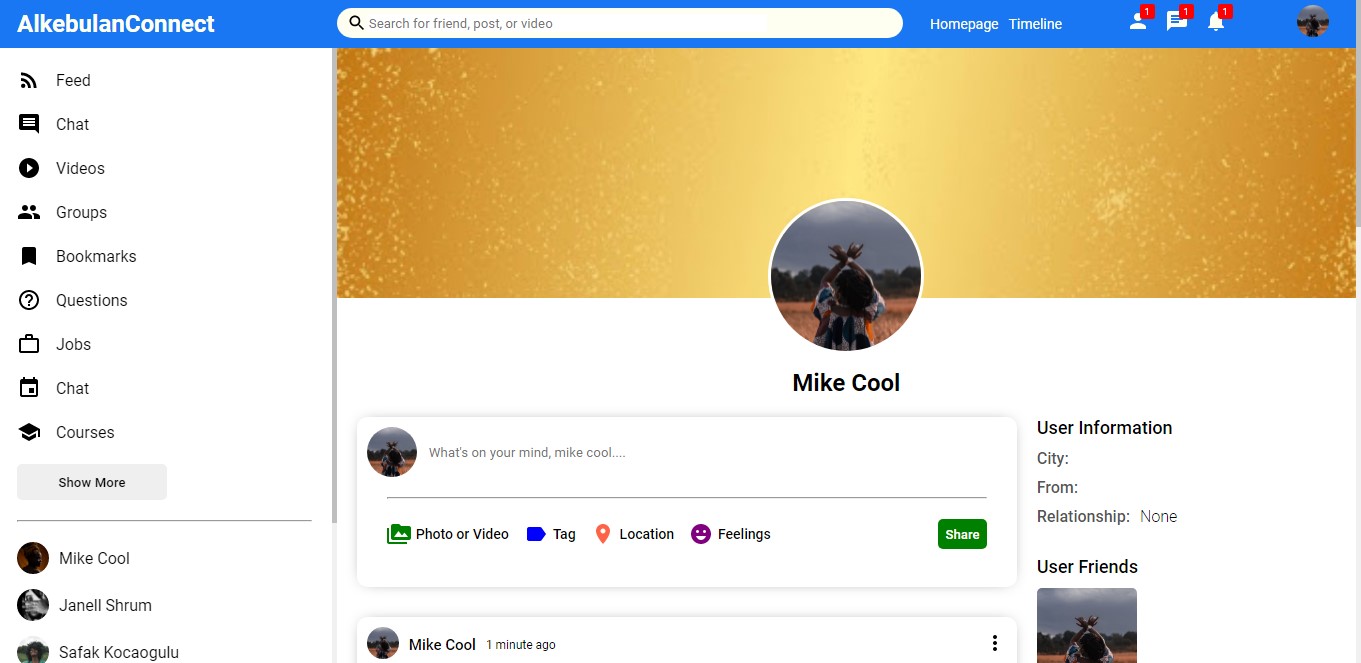 AlkebulanConnect
Search for friend, post, or video
Homepage Timeline
1 1 1
Feed
Chat
Videos
Groups
Bookmarks
Questions
Jobs
Chat
Courses
Show More
Mike Cool
Janell Shrum
Safak Kocaogulu
Mike Cool
What's on your mind, mike cool....
Photo or Video Tag Location Feelings Share
Mike Cool 1 minute ago
User Information
City:
From:
Relationship: None
User Friends